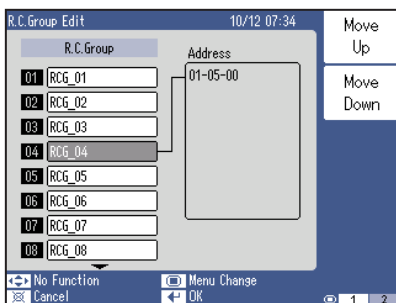 R.C.Group Edit 10/12 07:34
R.C.Group
Address
01 RCG_01
02 RCG_02
03 RCG_03
04 RCG_04
05 RCG_05
06 RCG_06
07 RCG_07
08 RCG_08
01-05-00
Move
Up
Move
Down
No Function Menu Change
Cancel OK
1 2